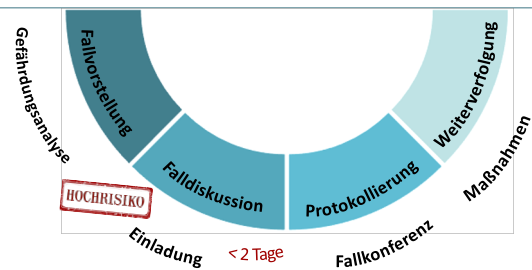 Gefährdungsanalyse
Fallvorstellung
HOCHRISIKO
Falldiskussion
Einladung
< 2 Tage
Protokollierung
Fallkonferenz
Weiterverfolgung
Maßnahmen